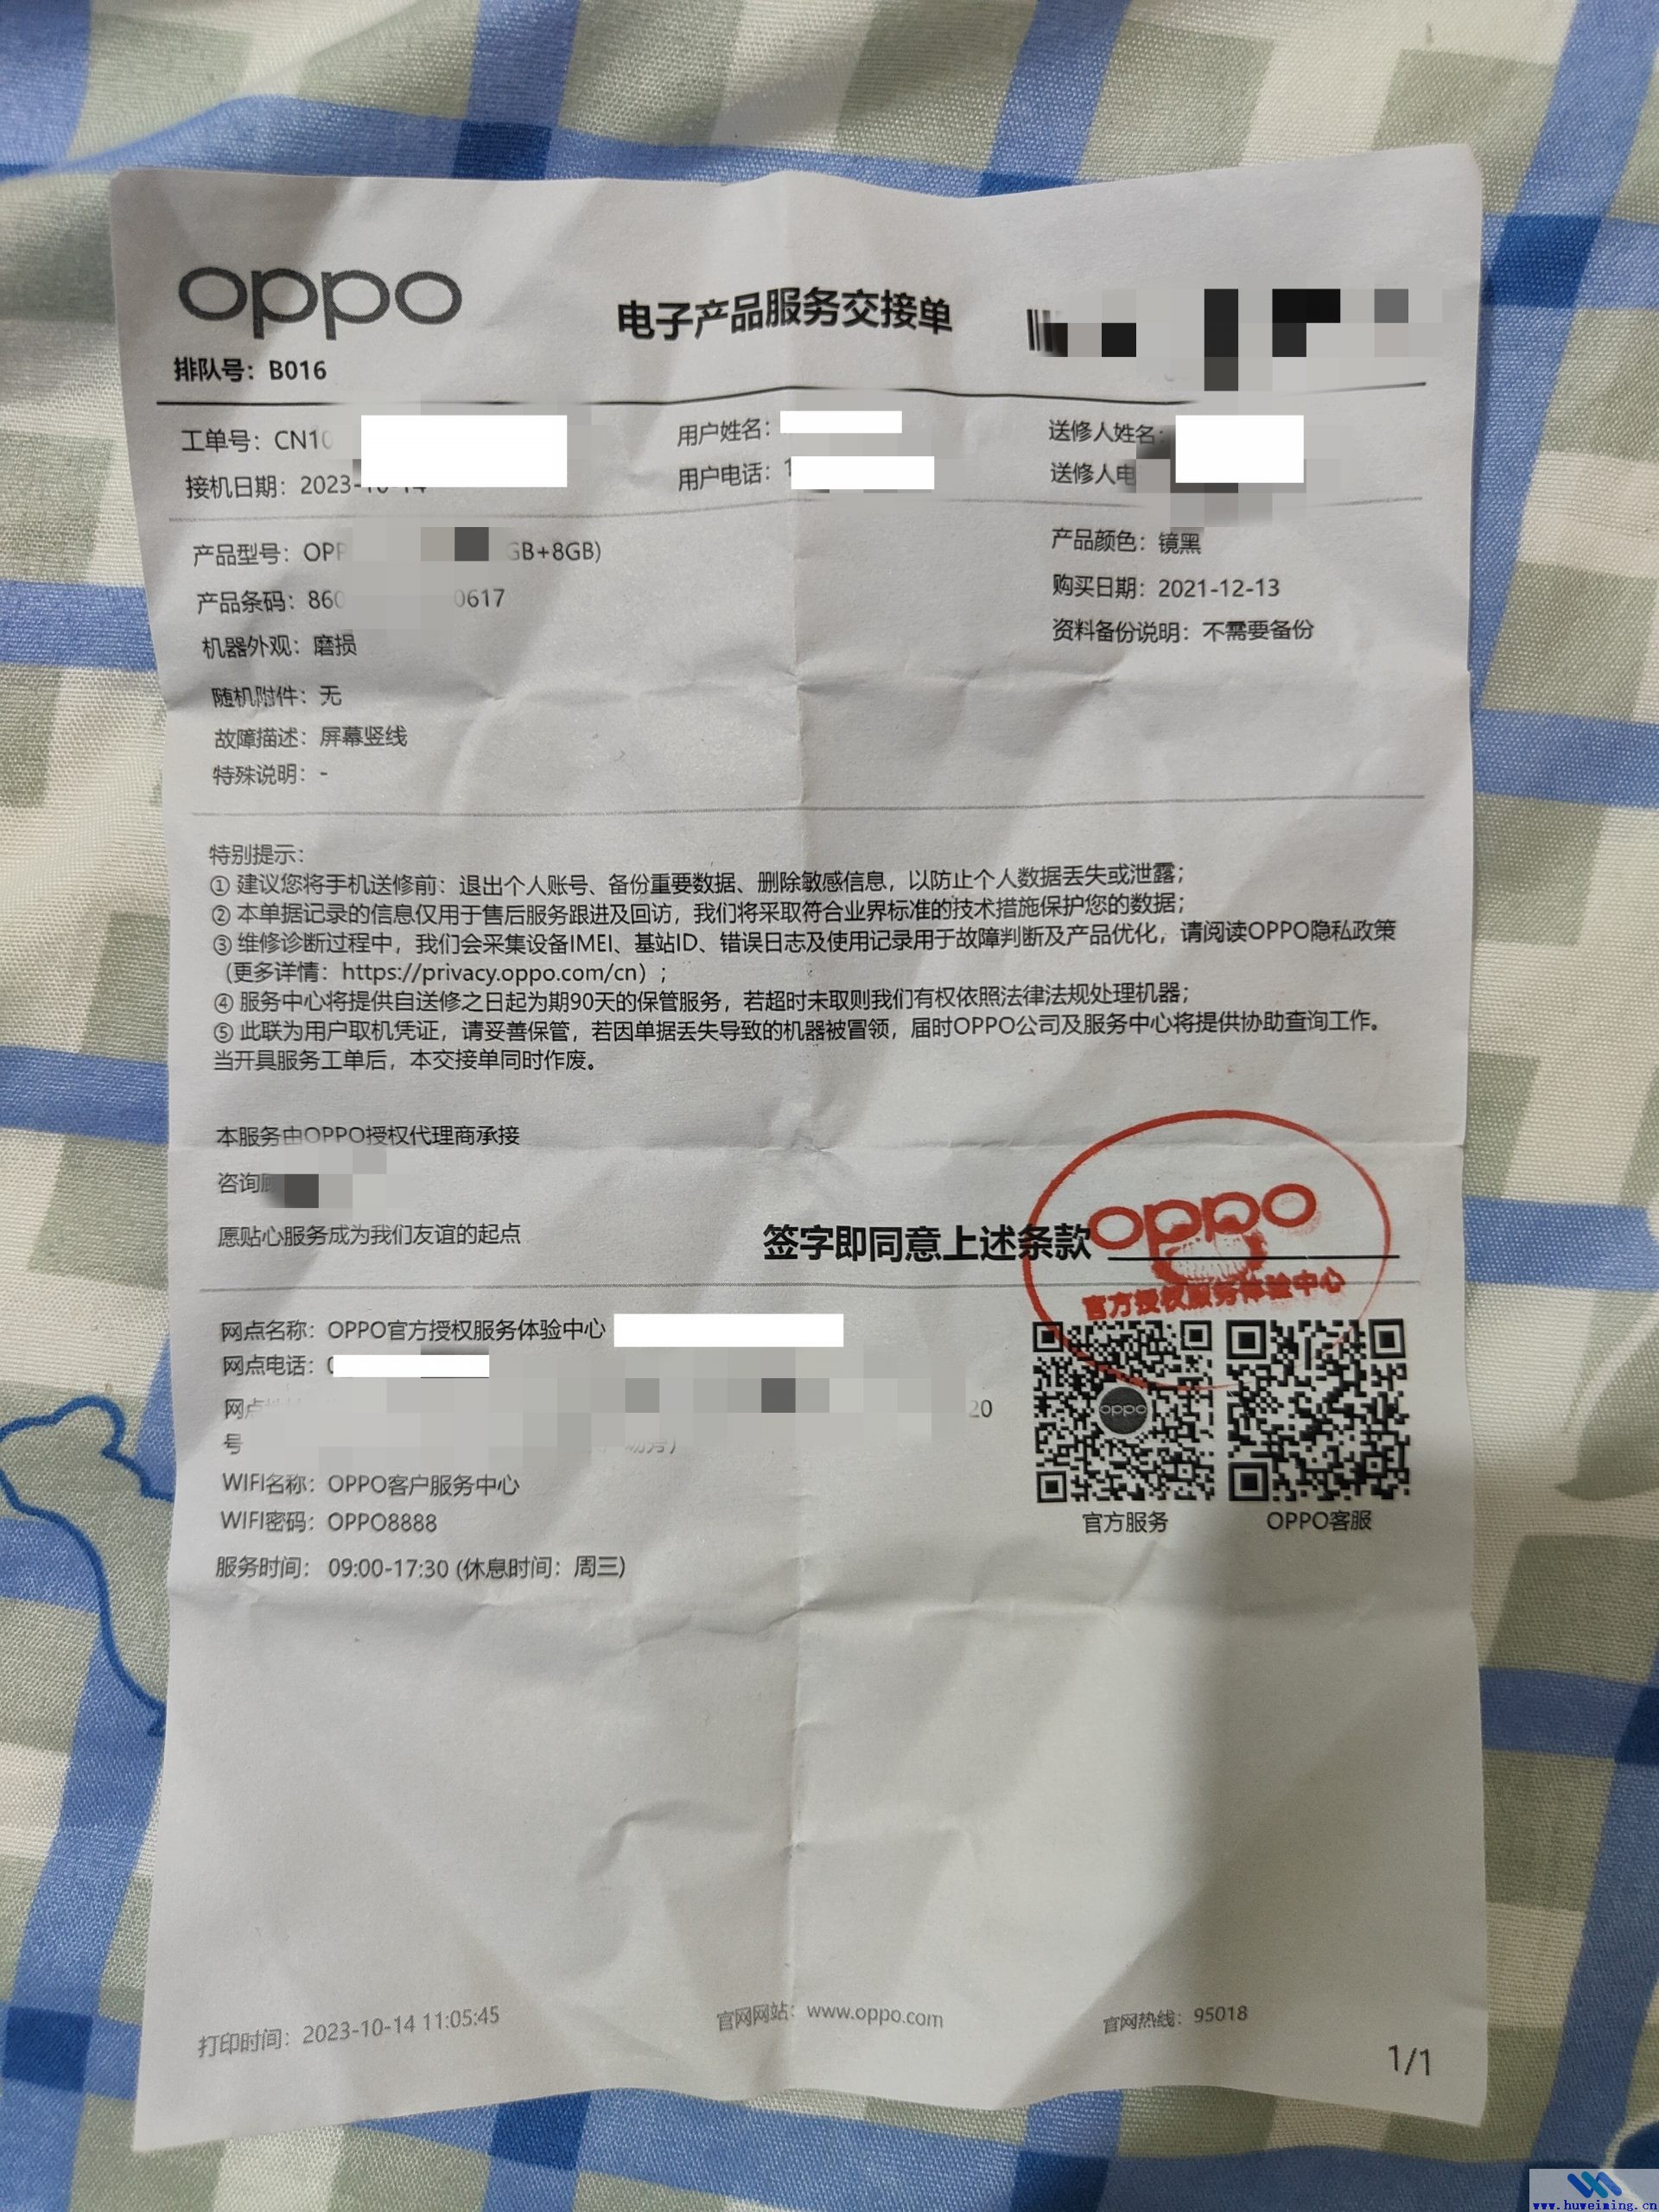 oppo
电子产品服务交接单
排队号：B016
工单号：CN10
用户姓名：
送修人姓名：
接机日期：2023-10-14
用户电话：1
送修人电
产品型号：OPP GB+8GB)
产品颜色：镜黑
产品条码：860 0617
购买日期：2021-12-13
机器外观：磨损
资料备份说明：不需要备份
随机附件：无
故障描述：屏幕竖线
特殊说明：-
特别提示：
① 建议您将手机送修前：退出个人账号、备份重要数据、删除敏感信息，以防止个人数据丢失或泄露；
② 本单据记录的信息仅用于售后服务跟进及回访，我们将采取符合业界标准的技术措施保护您的数据；
③ 维修诊断过程中，我们会采集设备IMEI、基站ID、错误日志及使用记录用于故障判断及产品优化，请阅读OPPO隐私政策
（更多详情：https://privacy.oppo.com/cn）；
④ 服务中心将提供自送修之日起为期90天的保管服务，若超时未取则我们有权依照法律法规处理机器；
⑤ 此联为用户取机凭证，请妥善保管，若因单据丢失导致的机器被冒领，届时OPPO公司及服务中心将提供协助查询工作。
当开具服务工单后，本交接单同时作废。
本服务由OPPO授权代理商承接
咨询
愿贴心服务成为我们友谊的起点
签字即同意上述条款
oppo
官方授权服务体验中心
网点名称：OPPO官方授权服务体验中心
网点电话：0
网点 20
号
WIFI名称：OPPO客户服务中心
WIFI密码：OPPO8888
服务时间： 09:00-17:30 (休息时间：周三)
oppo
官方服务
OPPO客服
打印时间：2023-10-14 11:05:45
官网网站：www.oppo.com
官网热线：95018
1/1
www.huweiming.cn